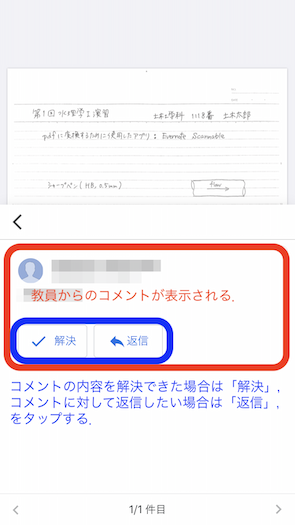 第1回水理学I演習 土木工学科 1118番 土木太郎
pdfに変換するために使用したアプリ: Evernote Scannable
シャープペン(HB, 0.5mm) flow
教員からのコメントが表示される.
解決 返信
コメントの内容を解決できた場合は「解決」,
コメントに対して返信したい場合は「返信」,
をタップする.
1/1 件目